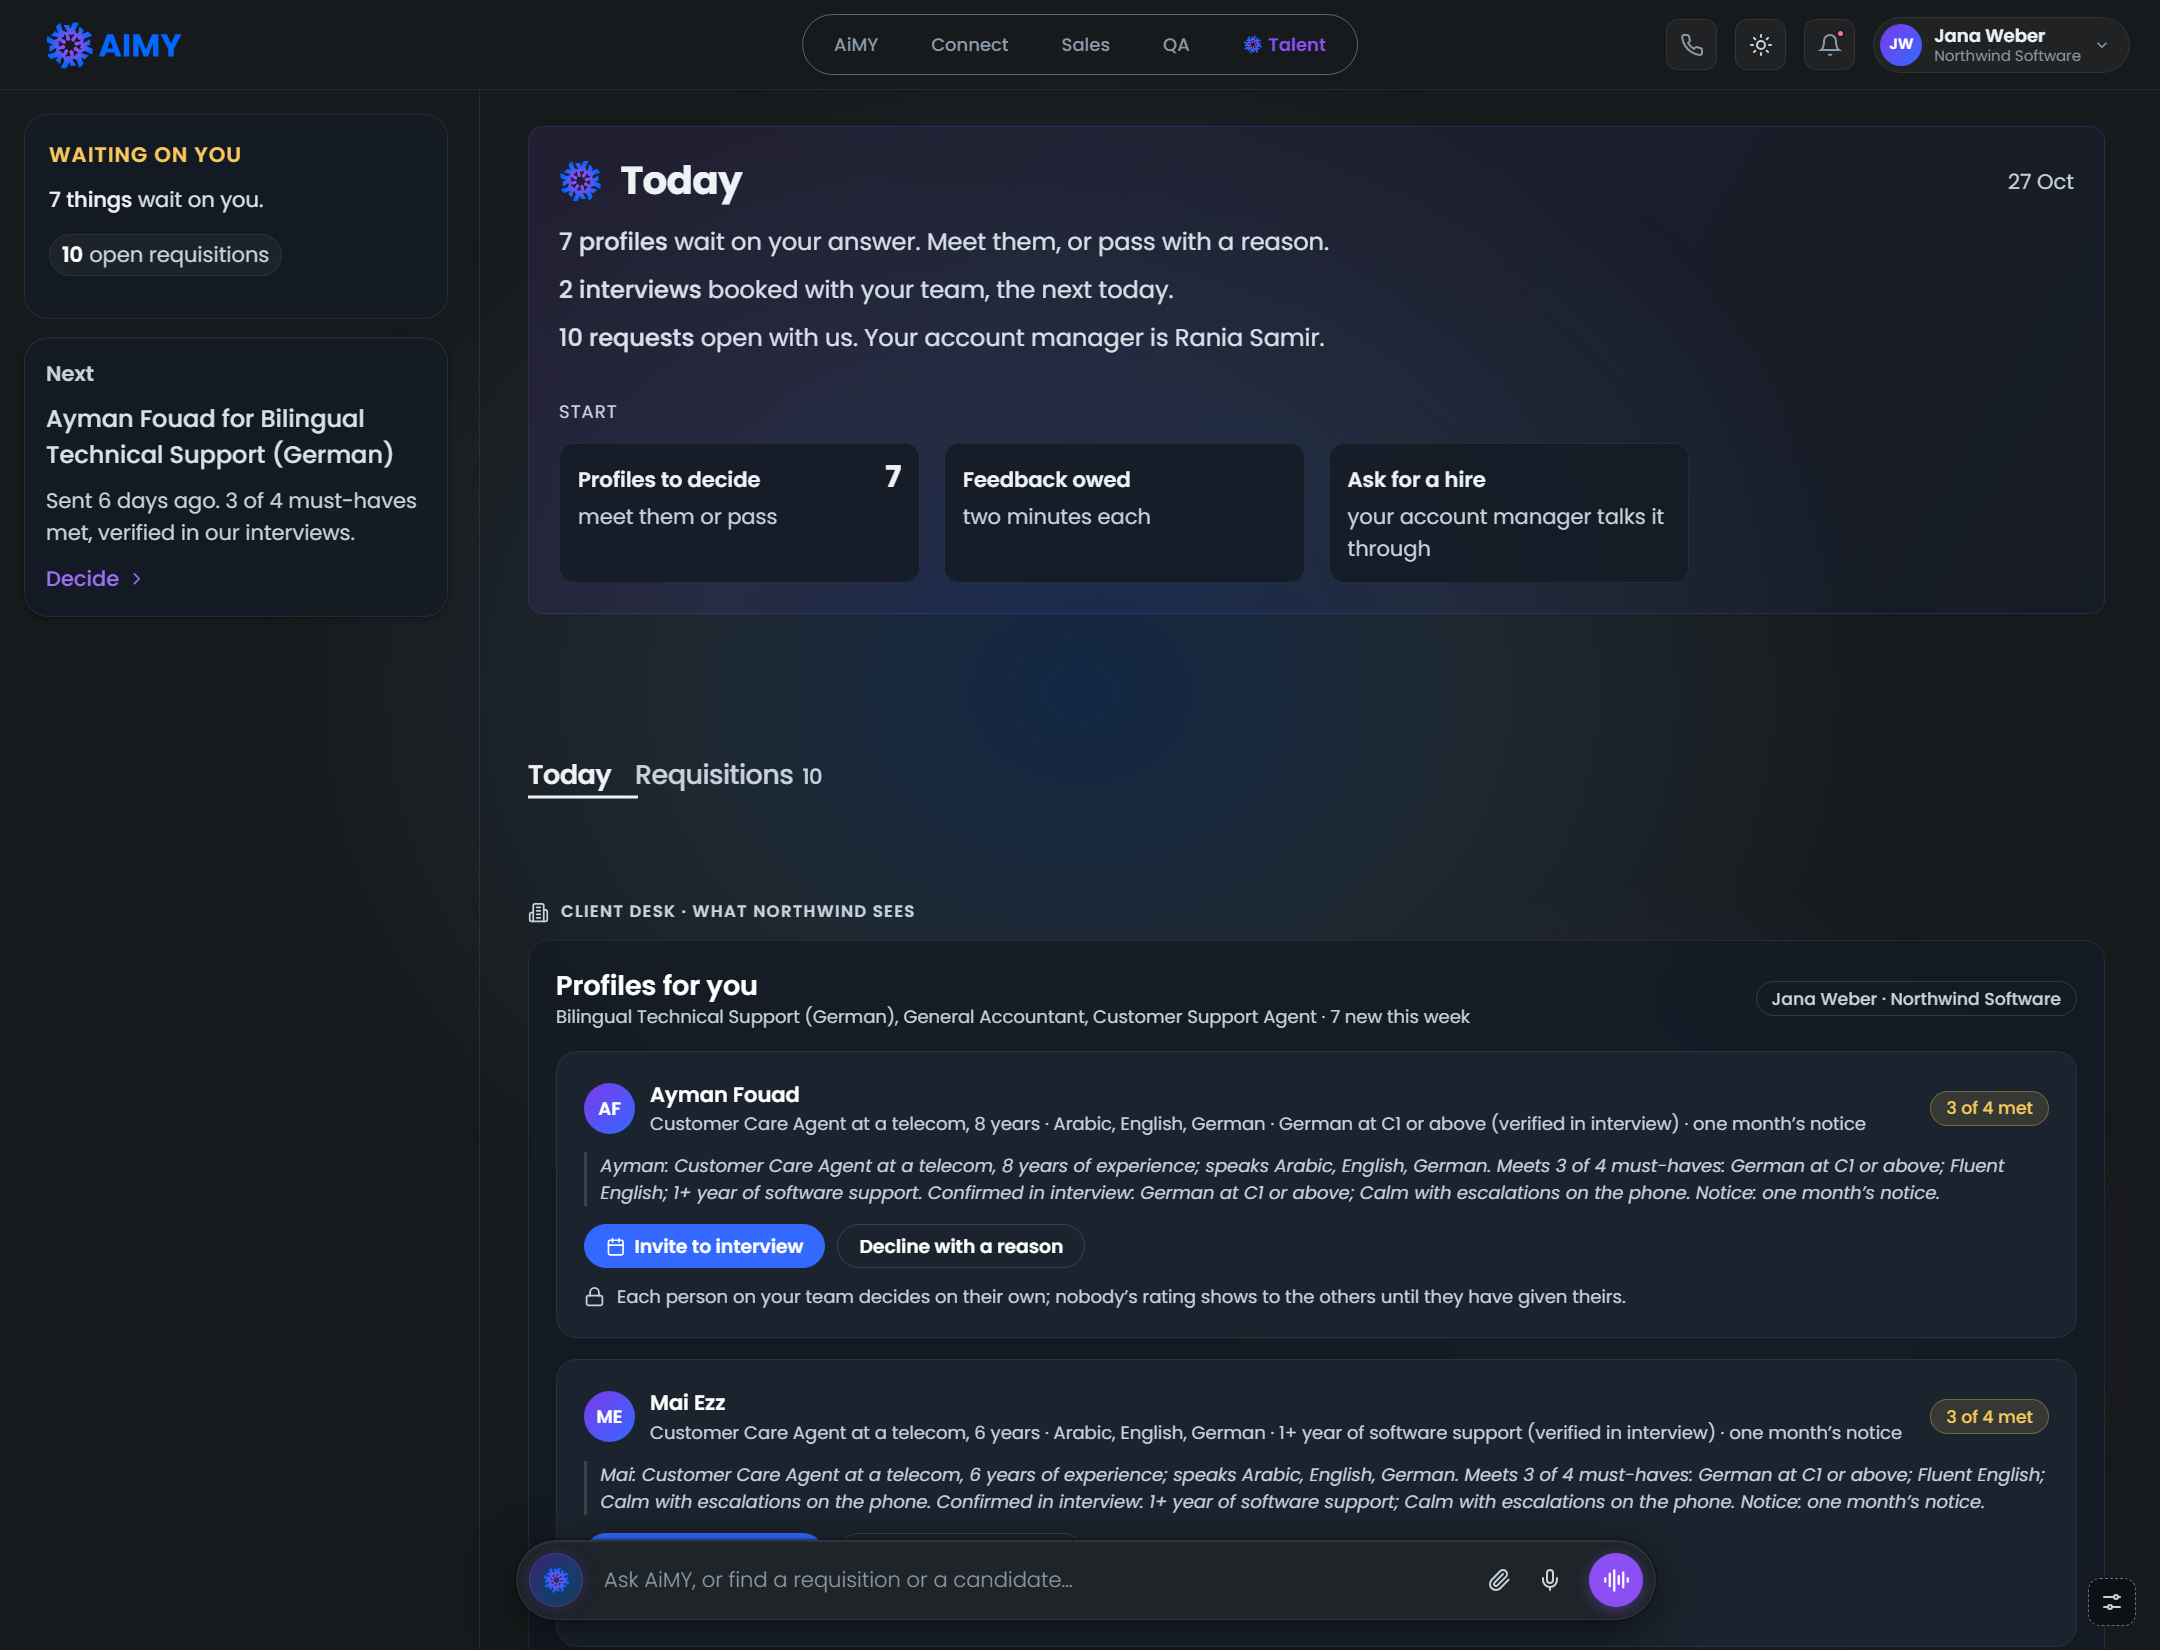 AIMY
AiMY
Connect
Sales
QA
Talent
JW
Jana Weber
Northwind Software
WAITING ON YOU
7 things wait on you.
10 open requisitions
Next
Ayman Fouad for Bilingual
Technical Support (German)
Sent 6 days ago. 3 of 4 must-haves
met, verified in our interviews.
Decide
Today
27 Oct
7 profiles wait on your answer. Meet them, or pass with a reason.
2 interviews booked with your team, the next today.
10 requests open with us. Your account manager is Rania Samir.
START
Profiles to decide
7
meet them or pass
Feedback owed
two minutes each
Ask for a hire
your account manager talks it
through
Today
Requisitions 10
CLIENT DESK · WHAT NORTHWIND SEES
Profiles for you
Bilingual Technical Support (German), General Accountant, Customer Support Agent · 7 new this week
Jana Weber · Northwind Software
AF
Ayman Fouad
Customer Care Agent at a telecom, 8 years · Arabic, English, German · German at C1 or above (verified in interview) · one month’s notice
3 of 4 met
Ayman: Customer Care Agent at a telecom, 8 years of experience; speaks Arabic, English, German. Meets 3 of 4 must-haves: German at C1 or above; Fluent
English; 1+ year of software support. Confirmed in interview: German at C1 or above; Calm with escalations on the phone. Notice: one month’s notice.
Invite to interview
Decline with a reason
Each person on your team decides on their own; nobody’s rating shows to the others until they have given theirs.
ME
Mai Ezz
Customer Care Agent at a telecom, 6 years · Arabic, English, German · 1+ year of software support (verified in interview) · one month’s notice
3 of 4 met
Mai: Customer Care Agent at a telecom, 6 years of experience; speaks Arabic, English, German. Meets 3 of 4 must-haves: German at C1 or above; Fluent English;
Calm with escalations on the phone. Confirmed in interview: 1+ year of software support; Calm with escalations on the phone. Notice: one month’s notice.
Ask AiMY, or find a requisition or a candidate...